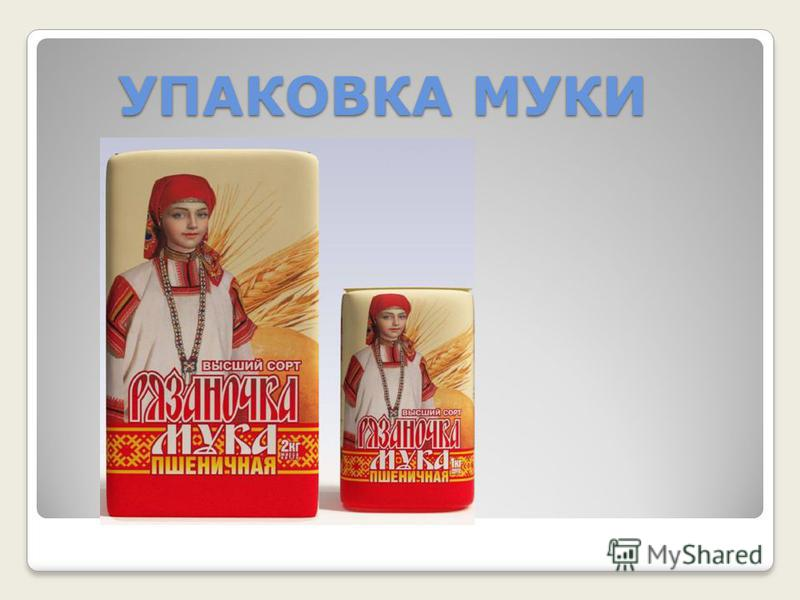 УПАКОВКА МУКИ
ВЫСШИЙ СОРТ
РЯЗАНОЧКА
МУКА
2кг
ПШЕНИЧНАЯ
ВЫСШИЙ СОРТ
РЯЗАНОЧКА
МУКА
1кг
ПШЕНИЧНАЯ
MyShared